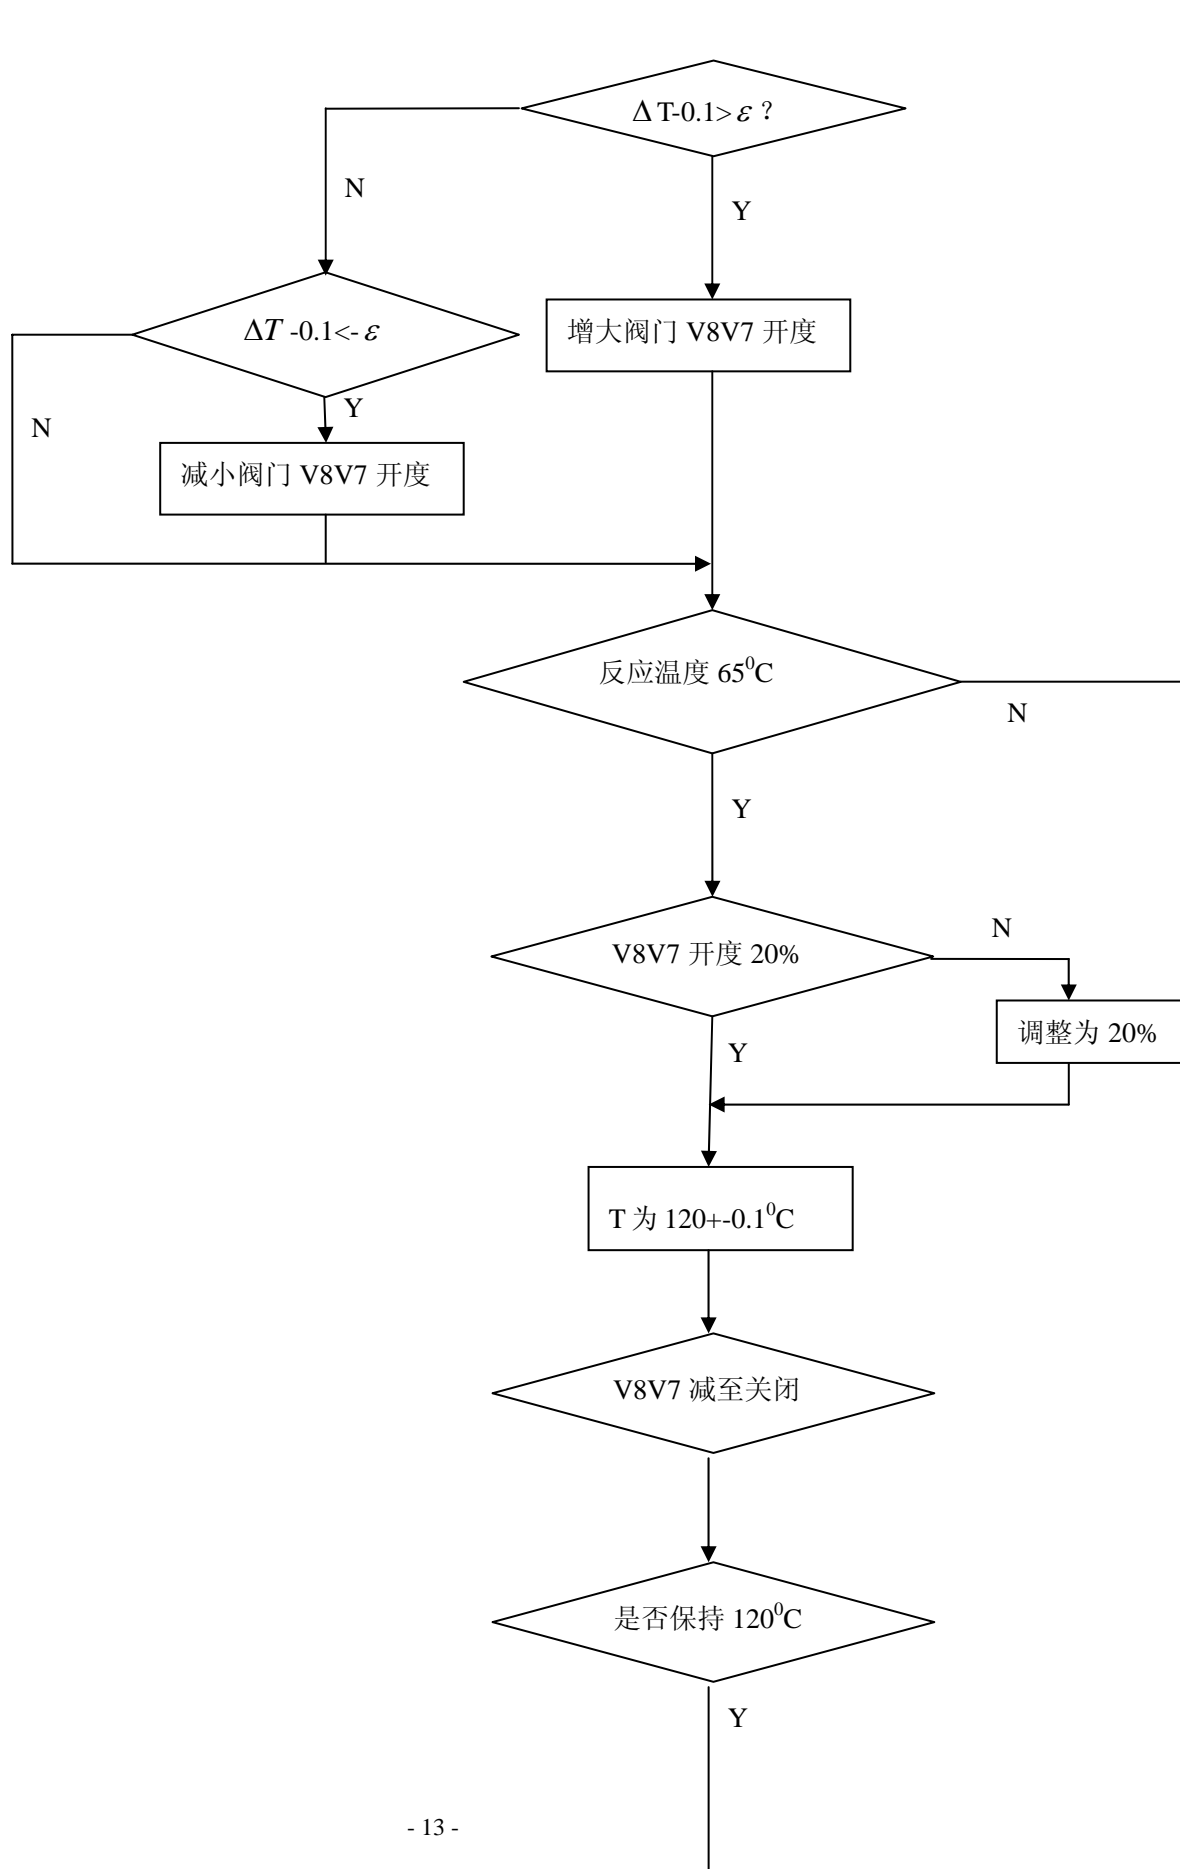 Δ T-0.1>ε ?
N
Y
ΔT -0.1<- ε
增大阀门 V8V7 开度
Y
N
减小阀门 V8V7 开度
反应温度 65⁰C
N
Y
N
V8V7 开度 20%
调整为 20%
Y
T 为 120+-0.1⁰C
V8V7 减至关闭
是否保持 120⁰C
Y
- 13 -